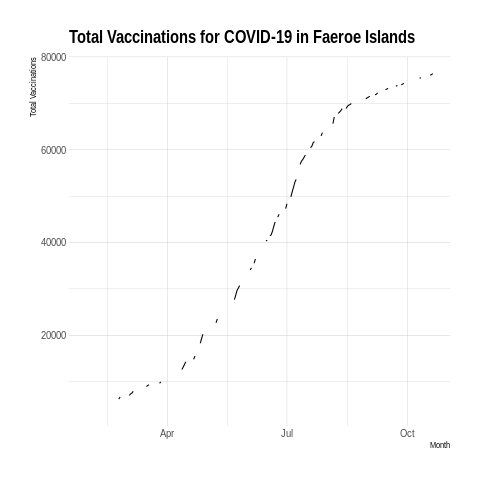 Total Vaccinations for COVID-19 in Faeroe Islands
Total Vaccinations
80000
60000
40000
20000
Apr
Jul
Oct
Month